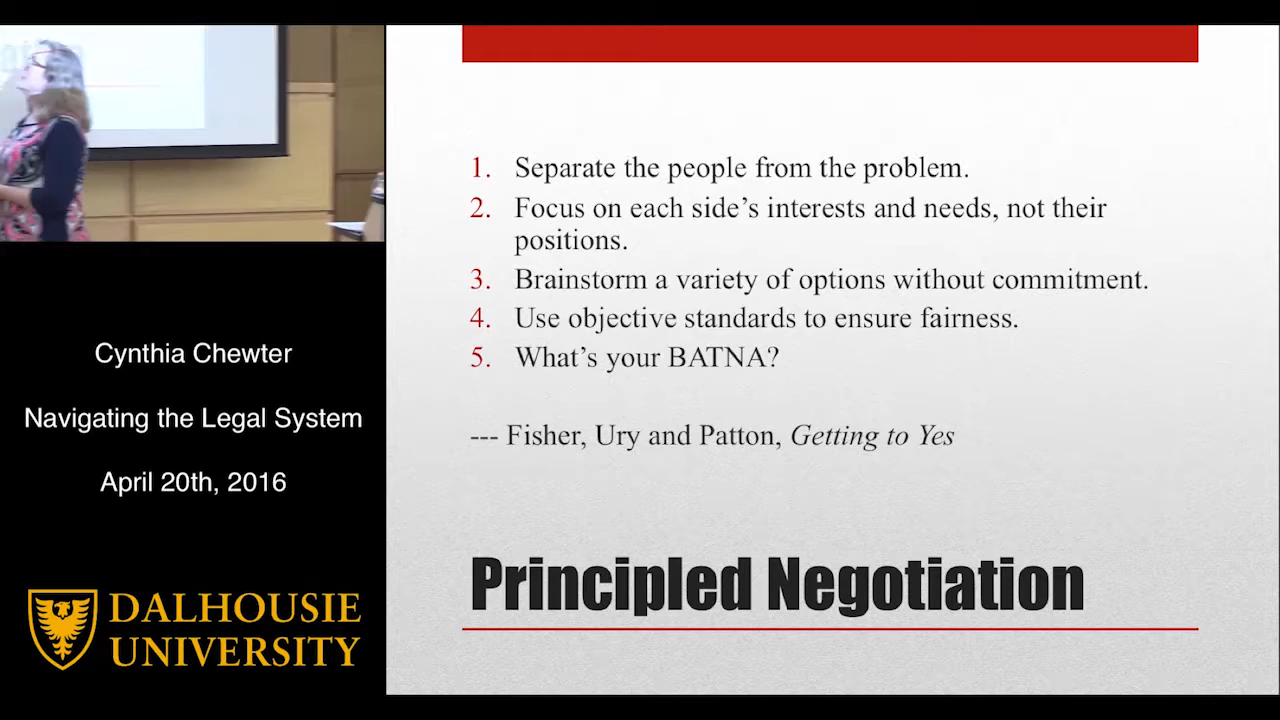 Cynthia Chewter
Navigating the Legal System
April 20th, 2016
DALHOUSIE
UNIVERSITY
1. Separate the people from the problem.
2. Focus on each side’s interests and needs, not their
positions.
3. Brainstorm a variety of options without commitment.
4. Use objective standards to ensure fairness.
5. What’s your BATNA?
--- Fisher, Ury and Patton, Getting to Yes
Principled Negotiation